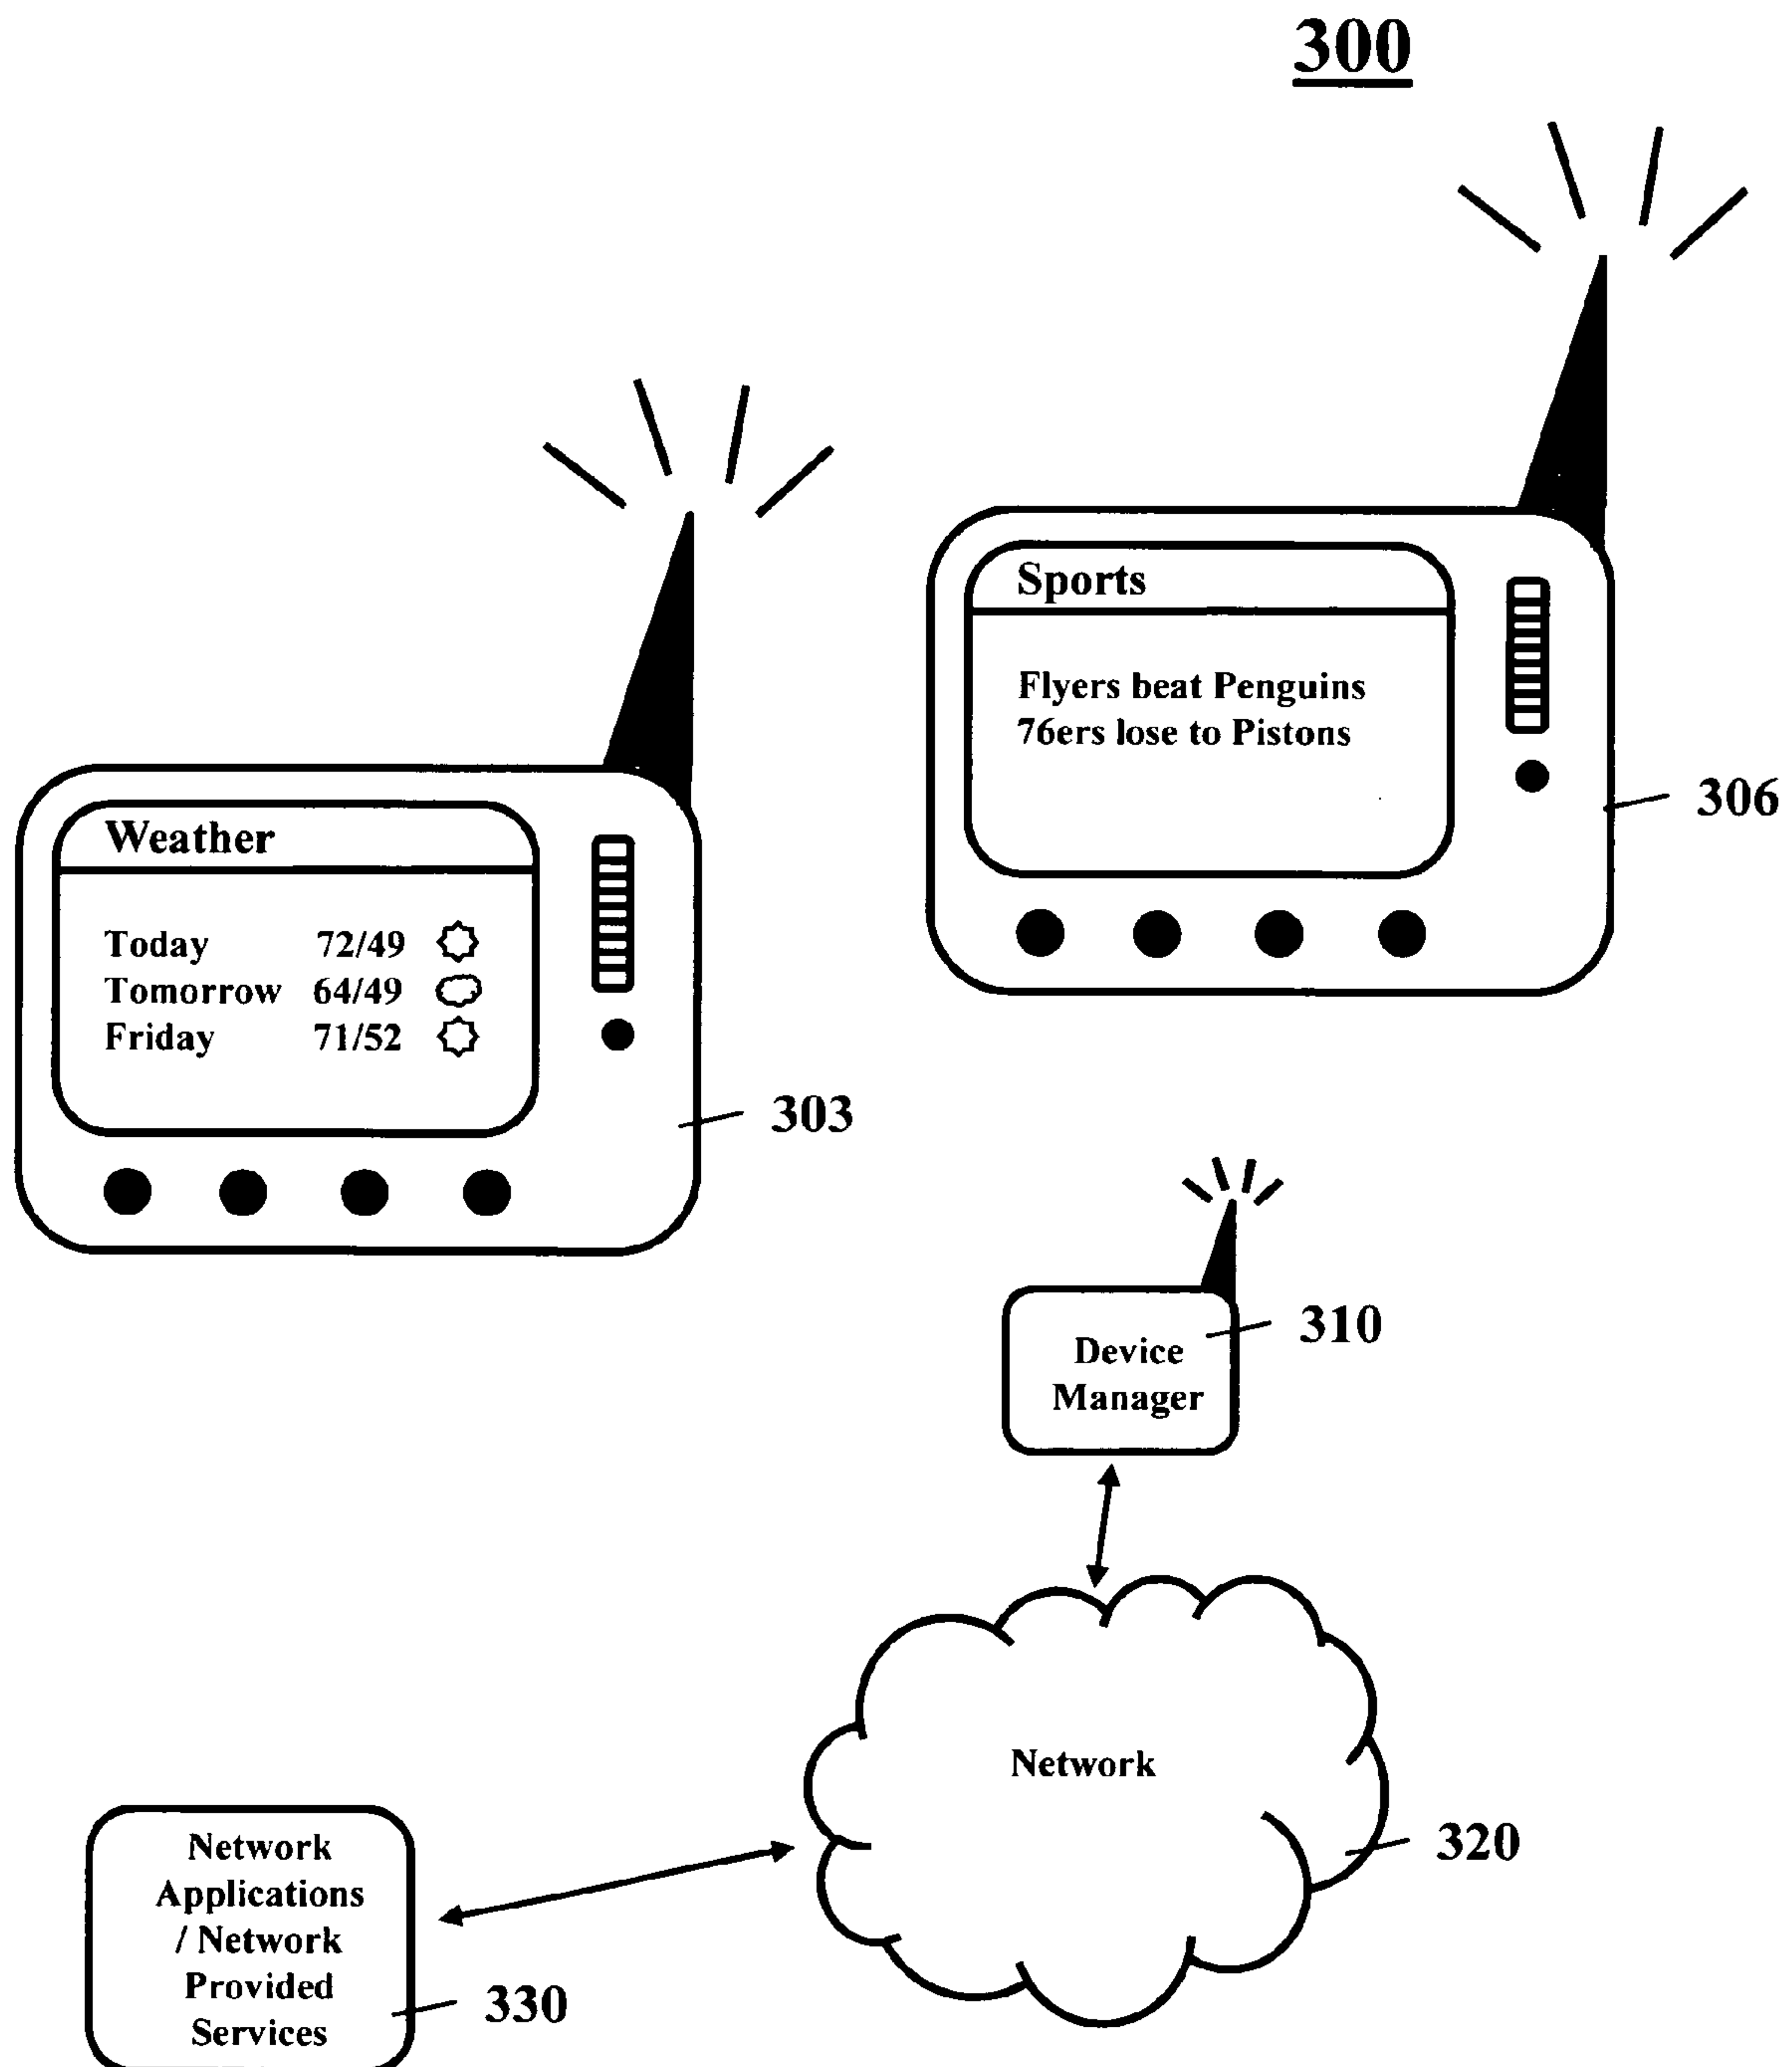 300
Sports
Flyers beat Penguins
76ers lose to Pistons
306
Weather
Today 72/49
Tomorrow 64/49
Friday 71/52
303
310
Device
Manager
Network
320
Network
Applications
/ Network
Provided
Services
330